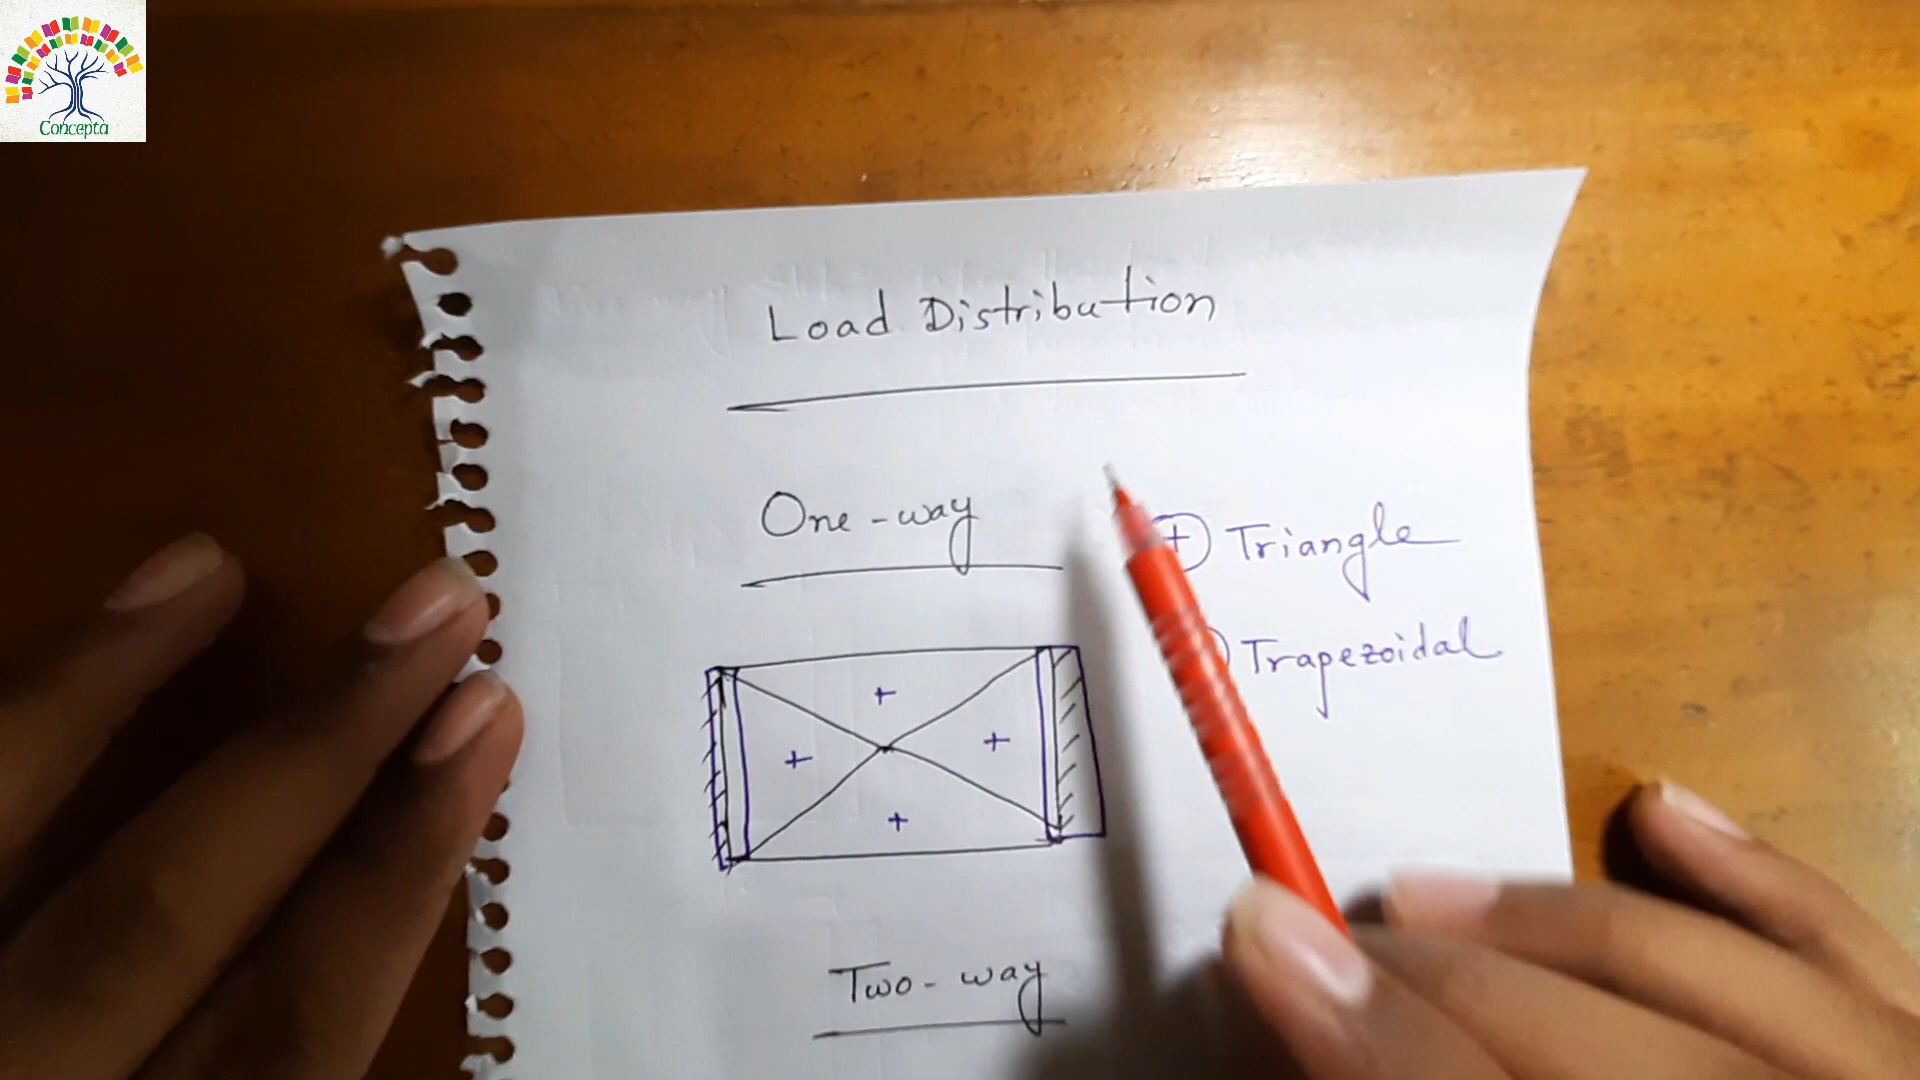 Concepta
Load Distribution
One-way
+ Triangle
Trapezoidal
+
+
+
+
Two-way